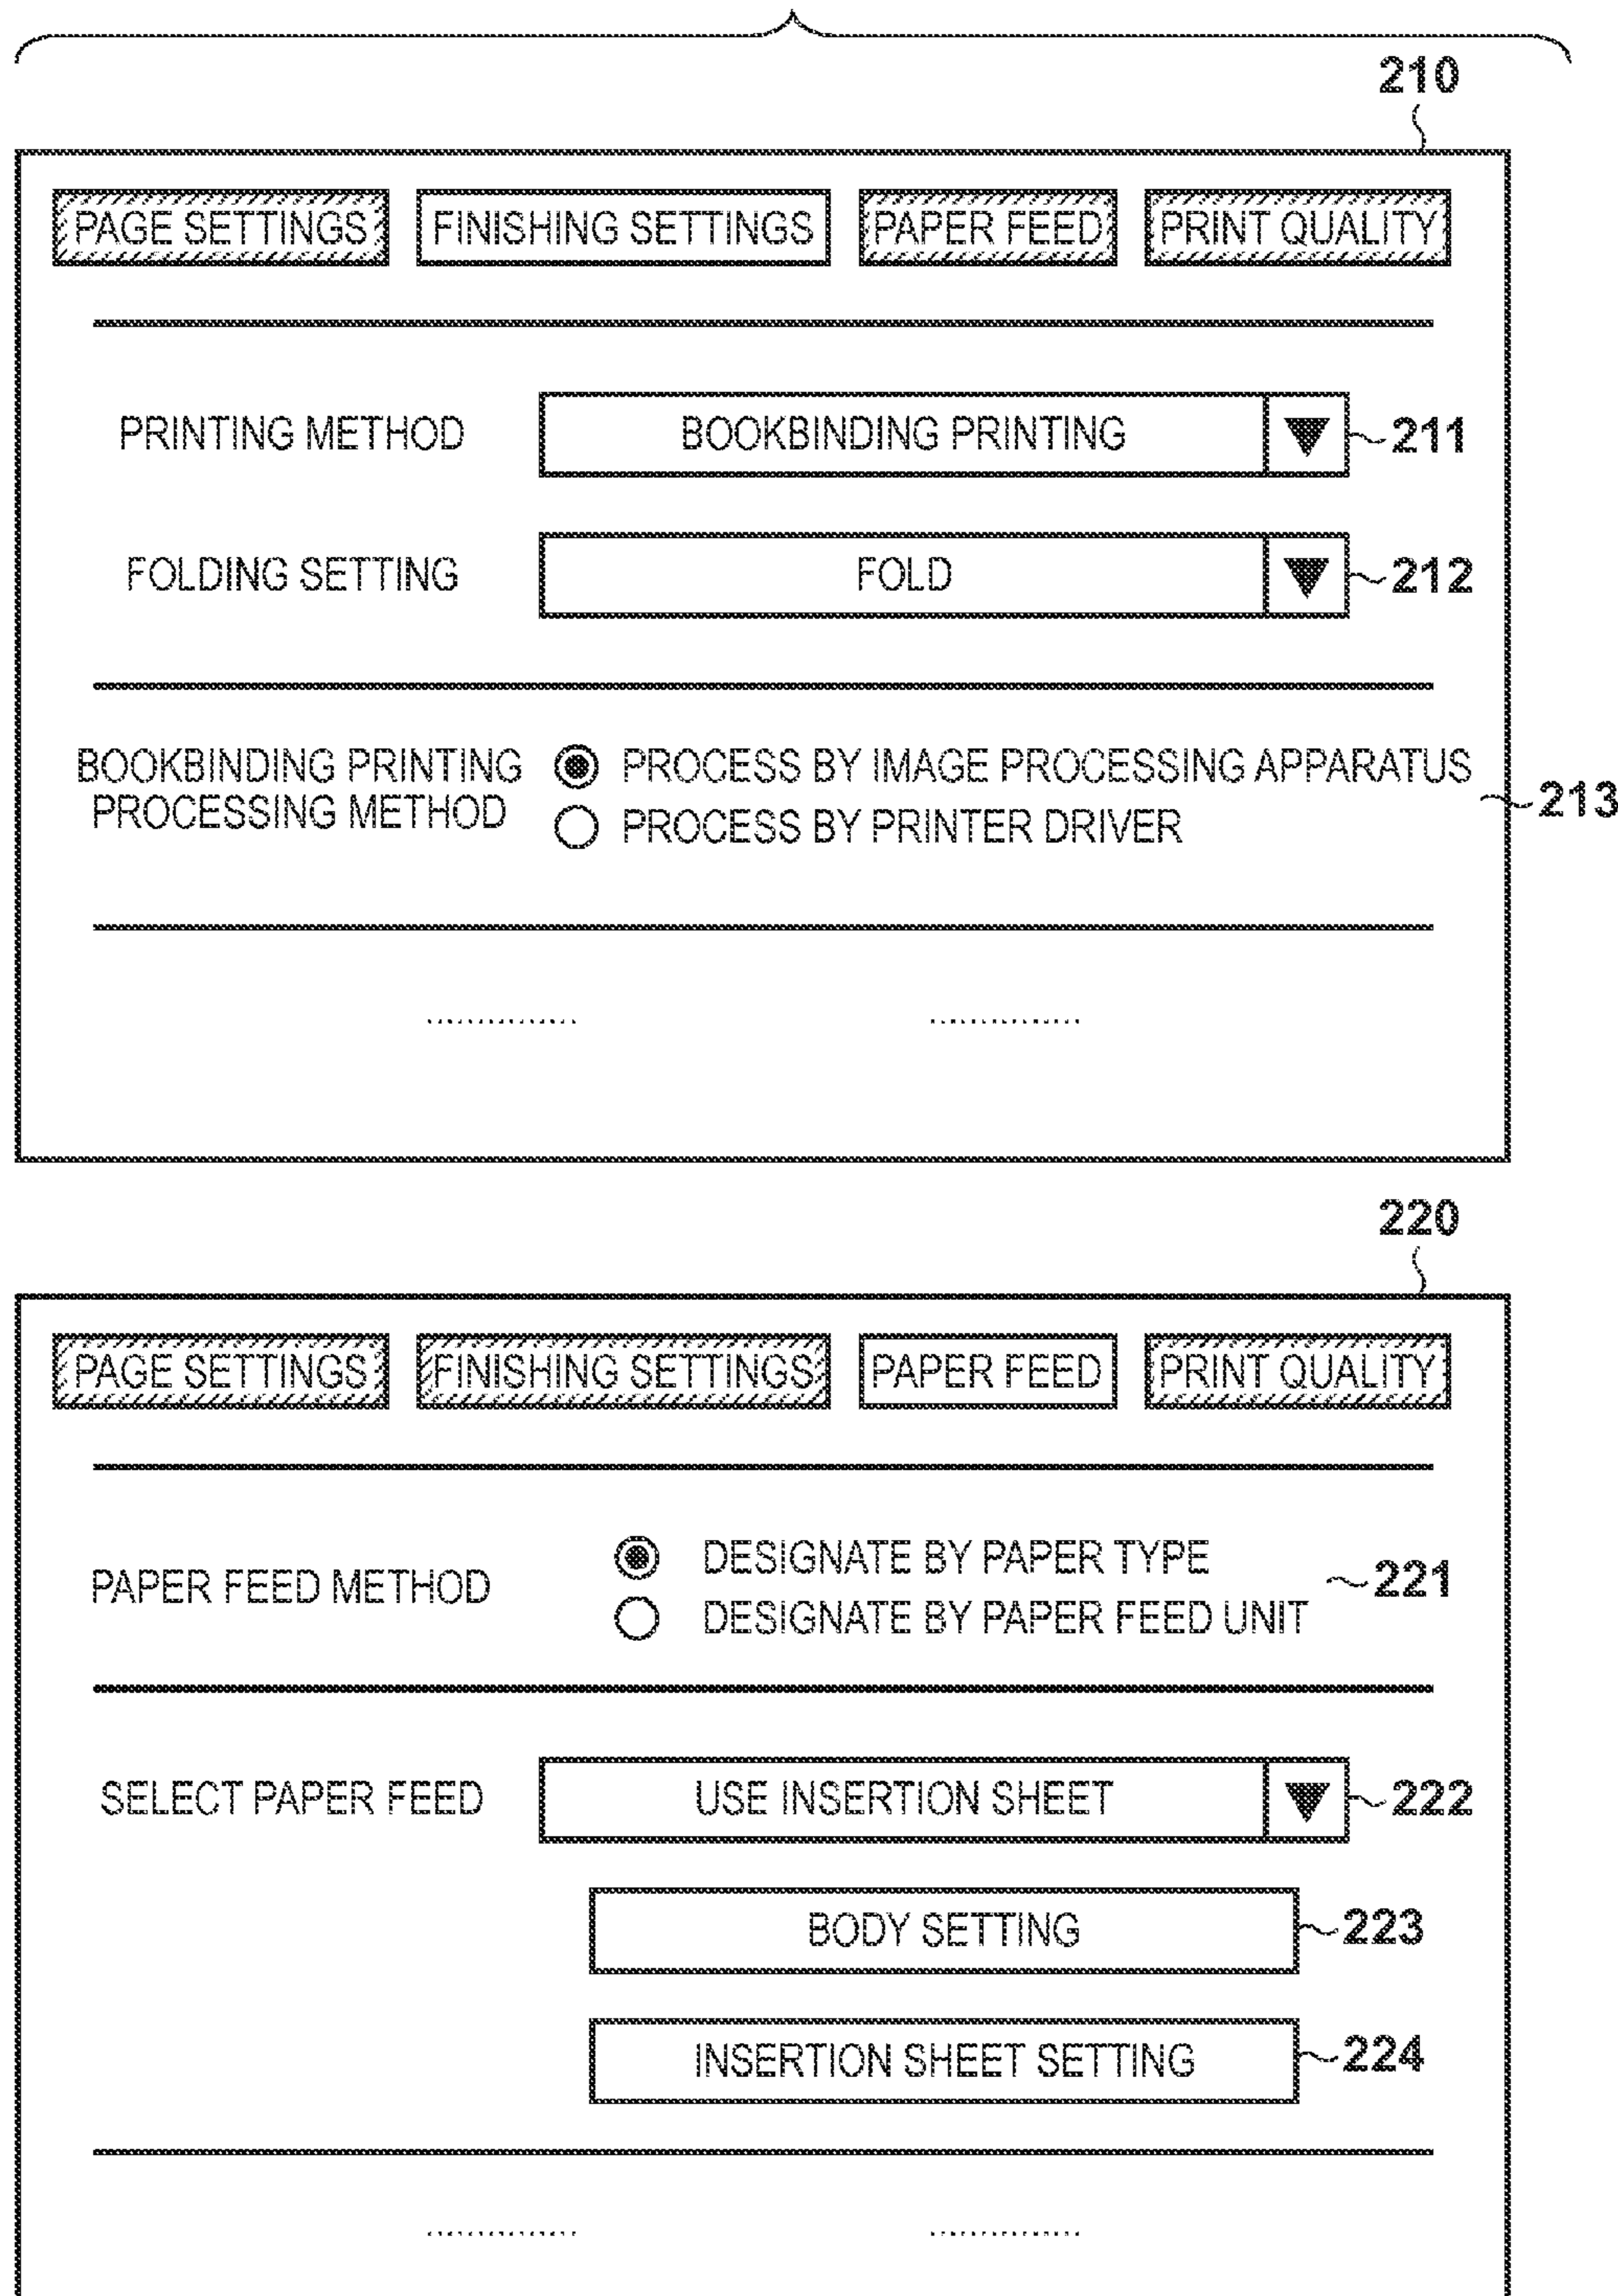 210
PAGE SETTINGS FINISHING SETTINGS PAPER FEED PRINT QUALITY
PRINTING METHOD BOOKBINDING PRINTING 211
FOLDING SETTING FOLD 212
BOOKBINDING PRINTING PROCESSING METHOD
PROCESS BY IMAGE PROCESSING APPARATUS
PROCESS BY PRINTER DRIVER
213
.............. ..............
220
PAGE SETTINGS FINISHING SETTINGS PAPER FEED PRINT QUALITY
PAPER FEED METHOD
DESIGNATE BY PAPER TYPE
DESIGNATE BY PAPER FEED UNIT
221
SELECT PAPER FEED USE INSERTION SHEET 222
BODY SETTING 223
INSERTION SHEET SETTING 224
.............. ..............